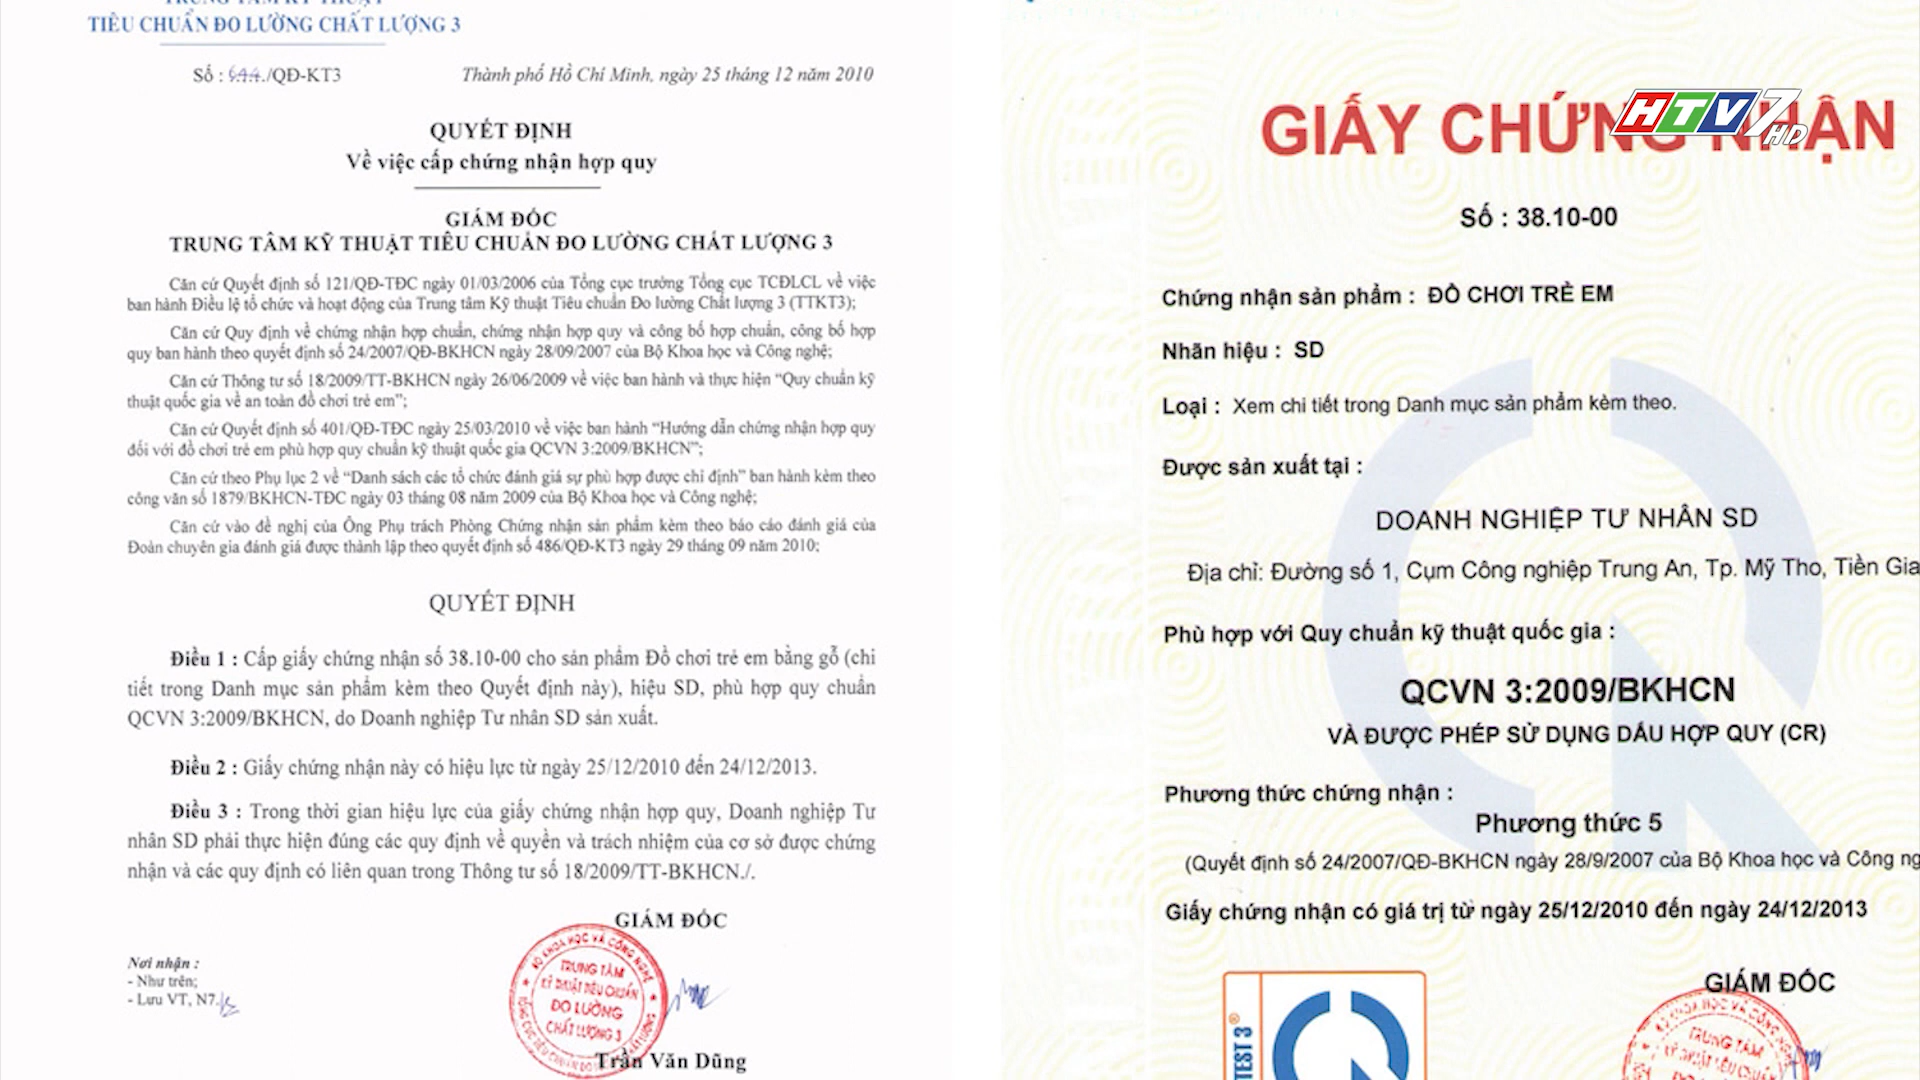 TIÊU CHUẨN ĐO LƯỜNG CHẤT LƯỢNG 3
Số : /QĐ-KT3
Thành phố Hồ Chí Minh, ngày 25 tháng 12 năm 2010
QUYẾT ĐỊNH
Về việc cấp chứng nhận hợp quy
GIÁM ĐỐC
TRUNG TÂM KỸ THUẬT TIÊU CHUẨN ĐO LƯỜNG CHẤT LƯỢNG 3
Căn cứ Quyết định số 121/QĐ-TĐC ngày 01/03/2006 của Tổng cục trưởng Tổng cục TCĐLCL về việc
ban hành Điều lệ tổ chức và hoạt động của Trung tâm Kỹ thuật Tiêu chuẩn Đo lường Chất lượng 3 (TTKT3);
Căn cứ Quy định về chứng nhận hợp chuẩn, chứng nhận hợp quy và công bố hợp chuẩn, công bố hợp
quy ban hành theo quyết định số 24/2007/QĐ-BKHCN ngày 28/09/2007 của Bộ Khoa học và Công nghệ;
Căn cứ Thông tư số 18/2009/TT-BKHCN ngày 26/06/2009 về việc ban hành và thực hiện “Quy chuẩn kỹ
thuật quốc gia về an toàn đồ chơi trẻ em”;
Căn cứ Quyết định số 401/QĐ-TĐC ngày 25/03/2010 về việc ban hành “Hướng dẫn chứng nhận hợp quy
đối với đồ chơi trẻ em phù hợp quy chuẩn kỹ thuật quốc gia QCVN 3:2009/BKHCN”;
Căn cứ theo Phụ lục 2 về “Danh sách các tổ chức đánh giá sự phù hợp được chỉ định” ban hành kèm theo
công văn số 1879/BKHCN-TĐC ngày 03 tháng 08 năm 2009 của Bộ Khoa học và Công nghệ;
Căn cứ vào đề nghị của Ông Phụ trách Phòng Chứng nhận sản phẩm kèm theo báo cáo đánh giá của
Đoàn chuyên gia đánh giá được thành lập theo quyết định số 486/QĐ-KT3 ngày 29 tháng 09 năm 2010;
QUYẾT ĐỊNH
Điều 1 : Cấp giấy chứng nhận số 38.10-00 cho sản phẩm Đồ chơi trẻ em bằng gỗ (chi
tiết trong Danh mục sản phẩm kèm theo Quyết định này), hiệu SD, phù hợp quy chuẩn
QCVN 3:2009/BKHCN, do Doanh nghiệp Tư nhân SD sản xuất.
Điều 2 : Giấy chứng nhận này có hiệu lực từ ngày 25/12/2010 đến 24/12/2013.
Điều 3 : Trong thời gian hiệu lực của giấy chứng nhận hợp quy, Doanh nghiệp Tư
nhân SD phải thực hiện đúng các quy định về quyền và trách nhiệm của cơ sở được chứng
nhận và các quy định có liên quan trong Thông tư số 18/2009/TT-BKHCN./.
GIÁM ĐỐC
Nơi nhận :
- Như trên;
- Lưu VT, N7.
BỘ KHOA HỌC VÀ CÔNG NGHỆ
TRUNG TÂM
KỸ THUẬT TIÊU CHUẨN
ĐO LƯỜNG
CHẤT LƯỢNG 3
Trần Văn Dũng
GIẤY CHỨNG NHẬN
HTV7
HD
Số : 38.10-00
Chứng nhận sản phẩm : ĐỒ CHƠI TRẺ EM
Nhãn hiệu : SD
Loại : Xem chi tiết trong Danh mục sản phẩm kèm theo.
Được sản xuất tại :
DOANH NGHIỆP TƯ NHÂN SD
Địa chỉ: Đường số 1, Cụm Công nghiệp Trung An, Tp. Mỹ Tho, Tiền Gia
Phù hợp với Quy chuẩn kỹ thuật quốc gia :
QCVN 3:2009/BKHCN
VÀ ĐƯỢC PHÉP SỬ DỤNG DẤU HỢP QUY (CR)
Phương thức chứng nhận :
Phương thức 5
(Quyết định số 24/2007/QĐ-BKHCN ngày 28/9/2007 của Bộ Khoa học và Công ng
Giấy chứng nhận có giá trị từ ngày 25/12/2010 đến ngày 24/12/2013
GIÁM ĐỐC
TEST 3®
TRUNG TÂM
KỸ THUẬT TIÊU CHUẨN